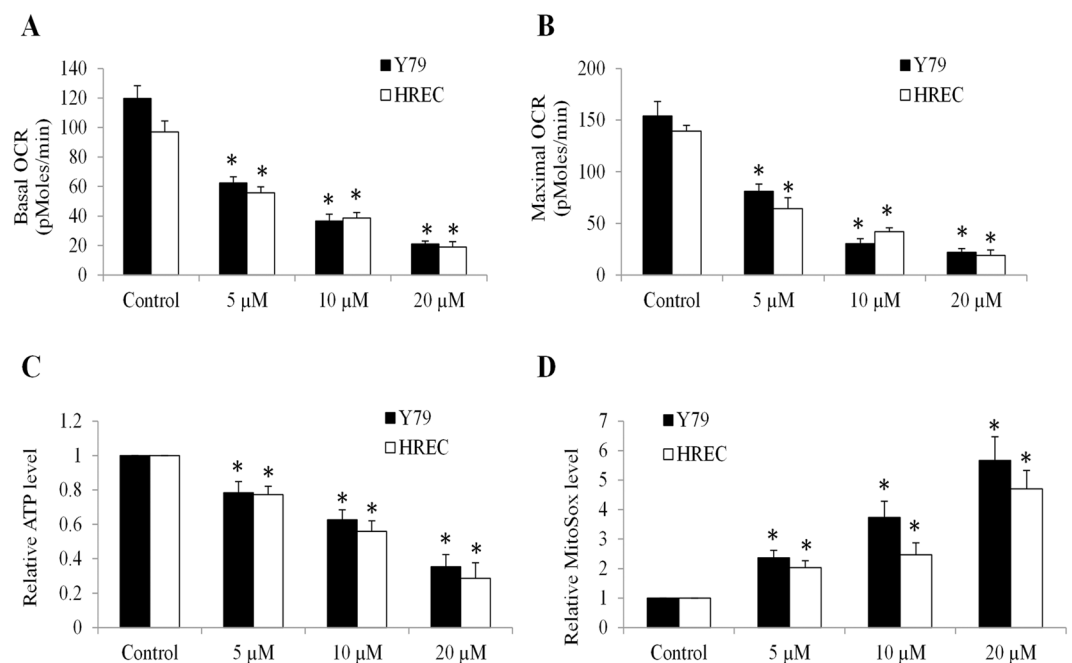 A
Basal OCR
(pMoles/min)
140
120
100
80
60
40
20
0
Y79
HREC
* * * * * *
Control 5 µM 10 µM 20 µM
B
Maximal OCR
(pMoles/min)
200
150
100
50
0
Y79
HREC
* * * * * *
Control 5 µM 10 µM 20 µM
C
Relative ATP level
1.2
1
0.8
0.6
0.4
0.2
0
Y79
HREC
* * * * * *
Control 5 µM 10 µM 20 µM
D
Relative MitoSox level
7
6
5
4
3
2
1
0
Y79
HREC
* * * * * *
Control 5 µM 10 µM 20 µM